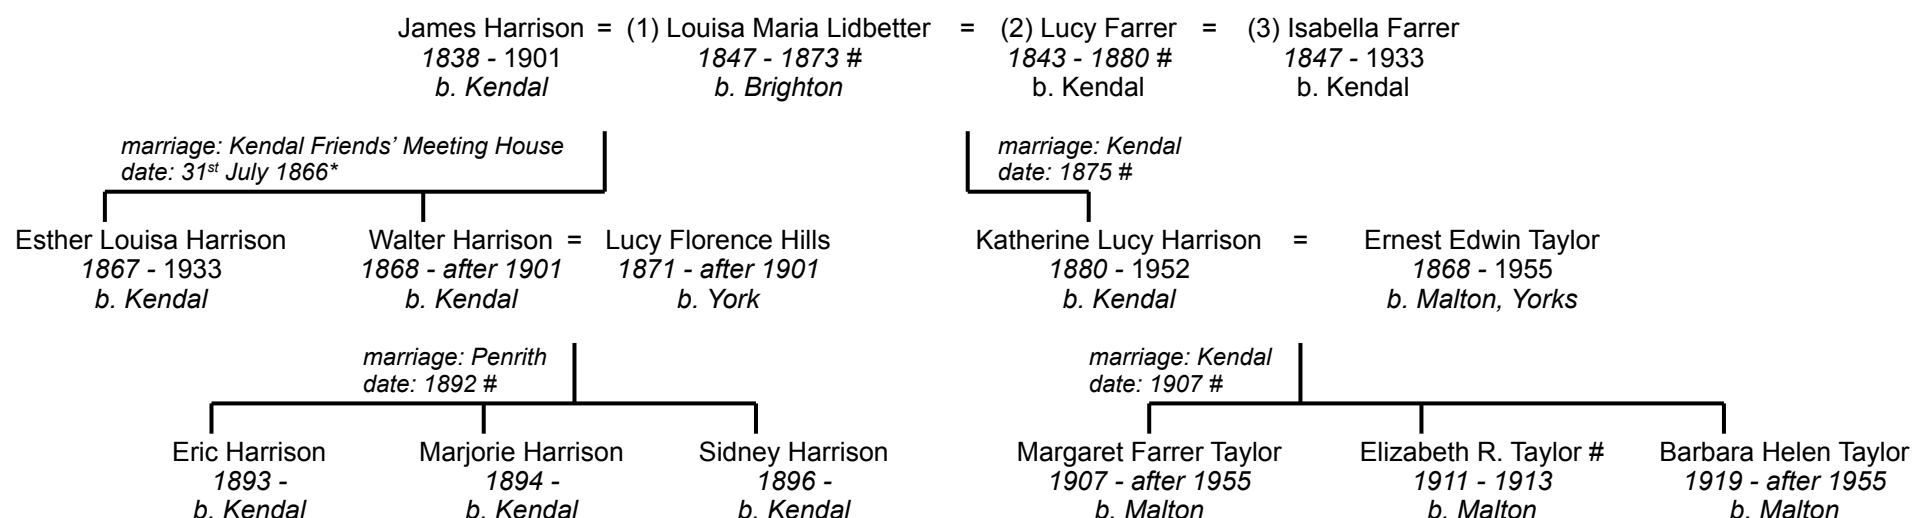 James Harrison = (1) Louisa Maria Lidbetter = (2) Lucy Farrer = (3) Isabella Farrer
1838 - 1901 1847 - 1873 # 1843 - 1880 # 1847 - 1933
b. Kendal b. Brighton b. Kendal b. Kendal
marriage: Kendal Friends’ Meeting House marriage: Kendal
date: 31st July 1866* date: 1875 #
Esther Louisa Harrison Walter Harrison = Lucy Florence Hills Katherine Lucy Harrison = Ernest Edwin Taylor
1867 - 1933 1868 - after 1901 1871 - after 1901 1880 - 1952 1868 - 1955
b. Kendal b. Kendal b. York b. Kendal b. Malton, Yorks
marriage: Penrith marriage: Kendal
date: 1892 # date: 1907 #
Eric Harrison Marjorie Harrison Sidney Harrison Margaret Farrer Taylor Elizabeth R. Taylor # Barbara Helen Taylor
1893 - 1894 - 1896 - 1907 - after 1955 1911 - 1913 1919 - after 1955
b. Kendal b. Kendal b. Kendal b. Malton b. Malton b. Malton